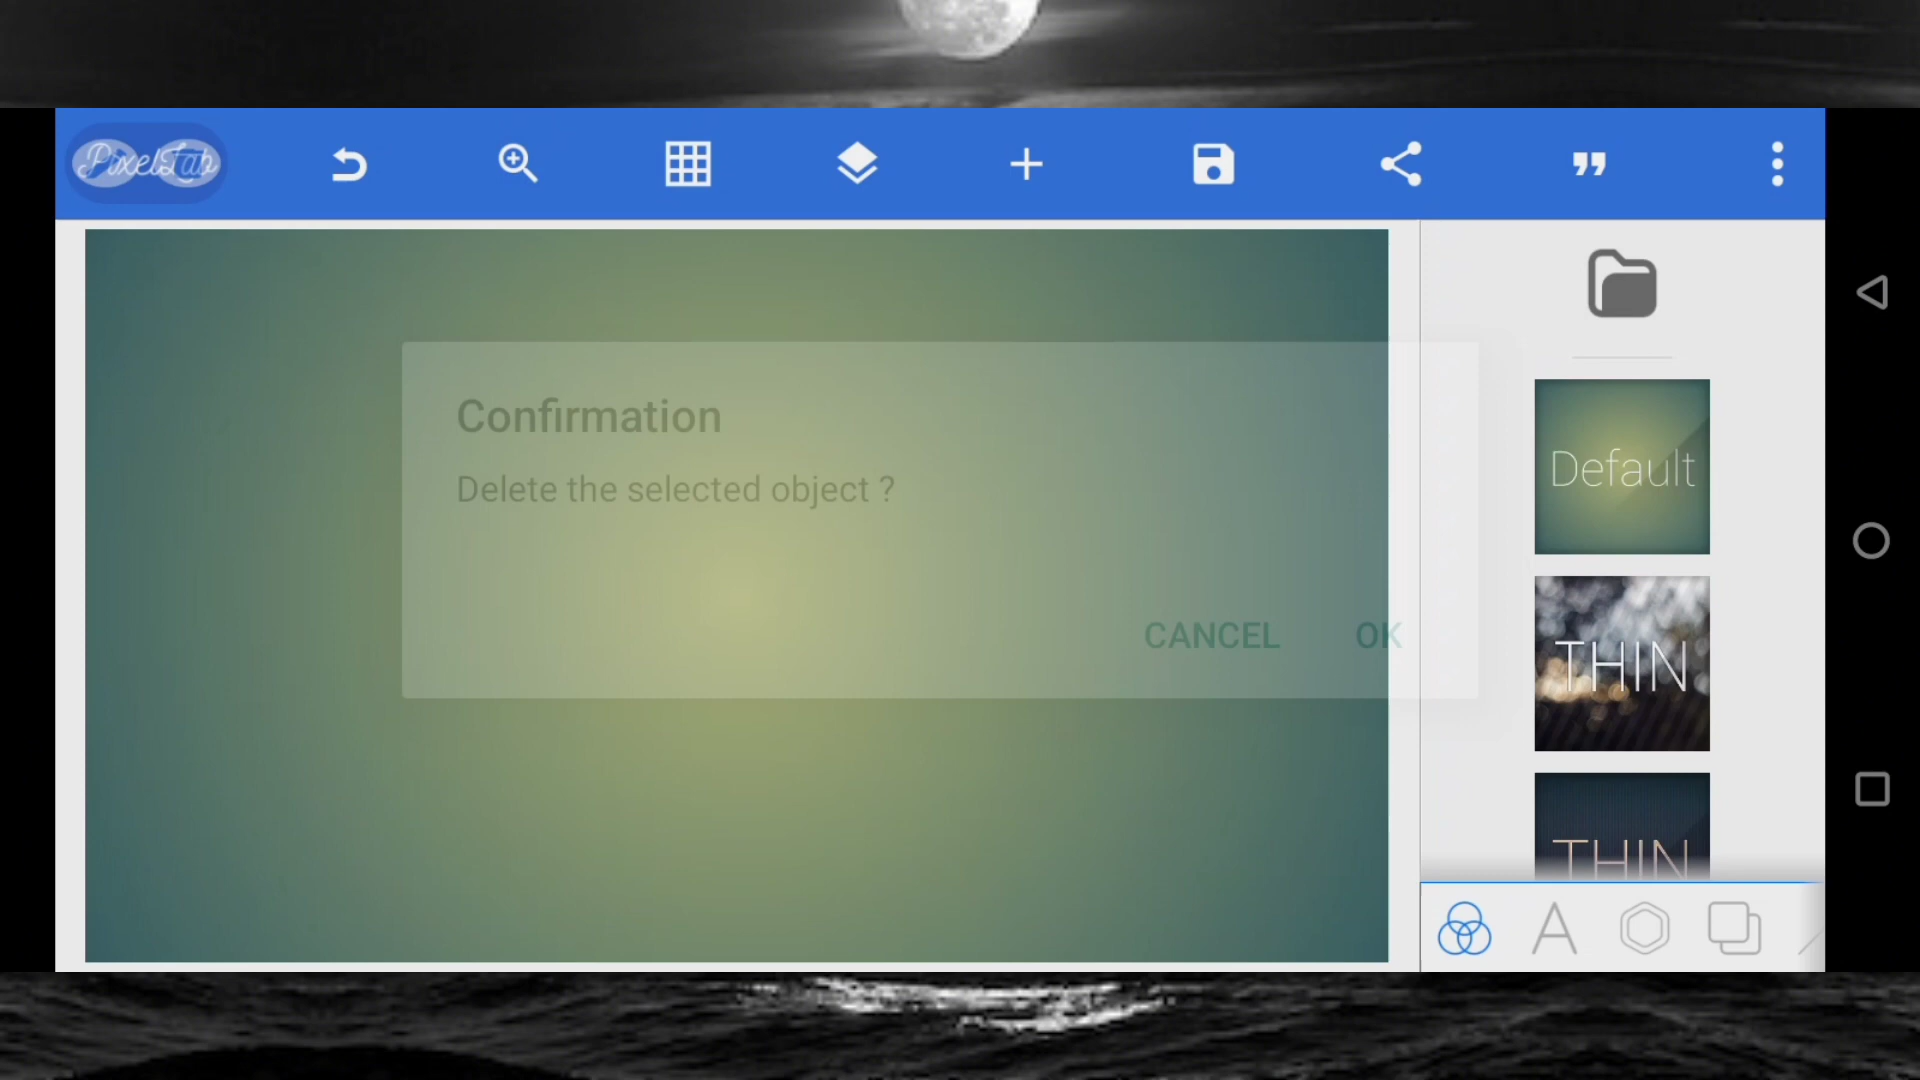 PixelLab
Confirmation
Delete the selected object ?
CANCEL OK
Default
THIN
THIN